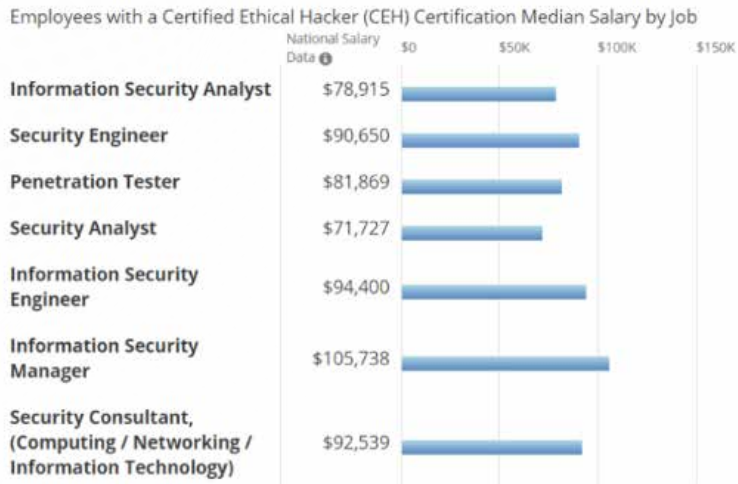 Employees with a Certified Ethical Hacker (CEH) Certification Median Salary by Job
National Salary
Data
$0 $50K $100K $150K
Information Security Analyst $78,915
Security Engineer $90,650
Penetration Tester $81,869
Security Analyst $71,727
Information Security
Engineer
$94,400
Information Security
Manager
$105,738
Security Consultant,
(Computing / Networking /
Information Technology)
$92,539